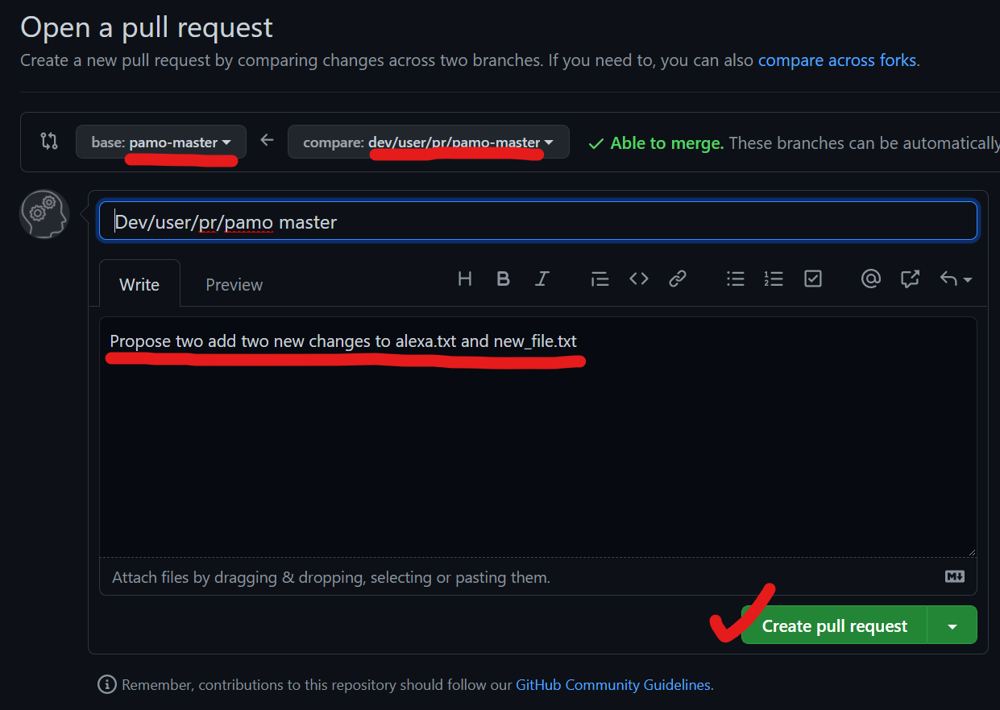 Open a pull request
Create a new pull request by comparing changes across two branches. If you need to, you can also compare across forks.
base: pamo-master compare: dev/user/pr/pamo-master Able to merge. These branches can be automatically
Dev/user/pr/pamo master
Write Preview
Propose two add two new changes to alexa.txt and new_file.txt
Attach files by dragging & dropping, selecting or pasting them.
Create pull request
Remember, contributions to this repository should follow our GitHub Community Guidelines.